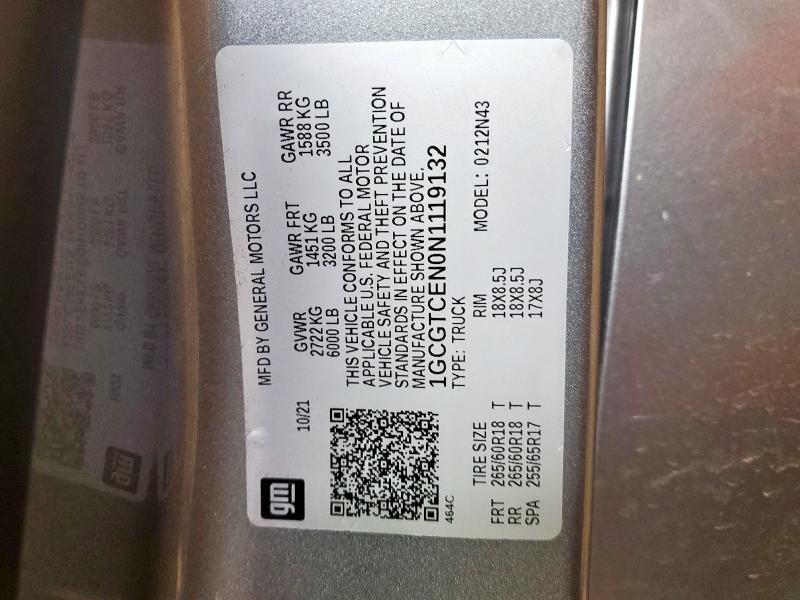 gm
10/21
MFD BY GENERAL MOTORS LLC
GVWR GAWR FRT GAWR RR
2722 KG 1451 KG 1588 KG
6000 LB 3200 LB 3500 LB
THIS VEHICLE CONFORMS TO ALL
APPLICABLE U.S. FEDERAL MOTOR
VEHICLE SAFETY AND THEFT PREVENTION
STANDARDS IN EFFECT ON THE DATE OF
MANUFACTURE SHOWN ABOVE.
1GCGTCEN0N1119132
TYPE: TRUCK MODEL: 0212N43
464C
TIRE SIZE RIM
FRT 265/60R18 T 18X8.5J
RR 265/60R18 T 18X8.5J
SPA 255/65R17 T 17X8J